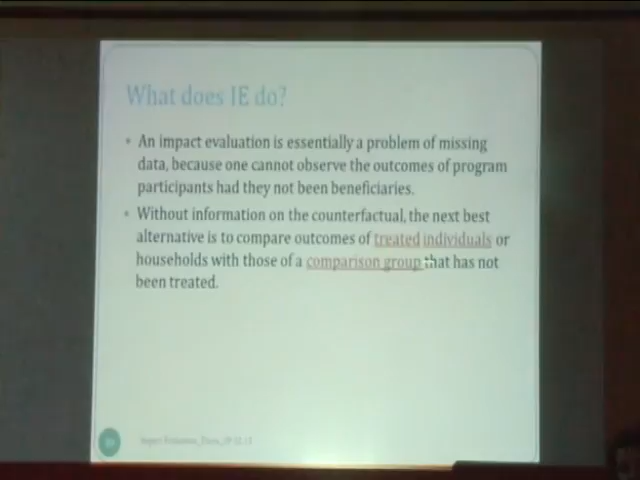 What does IE do?
• An impact evaluation is essentially a problem of missing
data, because one cannot observe the outcomes of program
participants had they not been beneficiaries.
• Without information on the counterfactual, the next best
alternative is to compare outcomes of treated individuals or
households with those of a comparison group that has not
been treated.